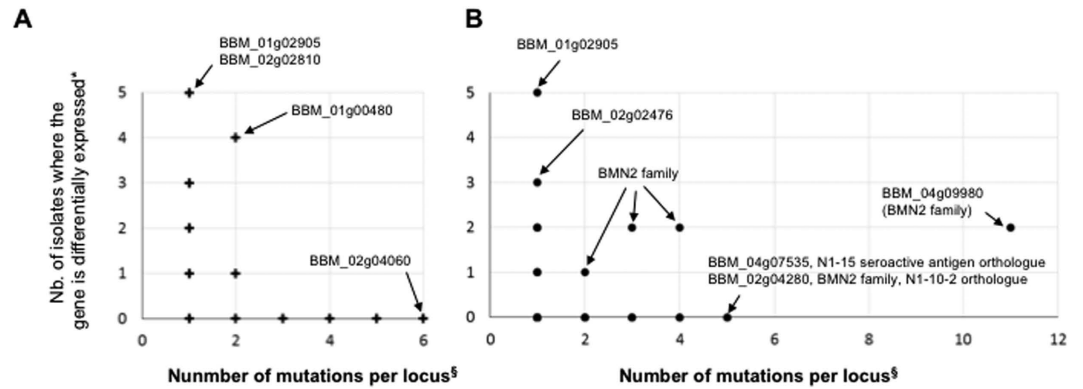 A
BBM_01g02905
BBM_02g02810
BBM_01g00480
BBM_02g04060
Nb. of isolates where the
gene is differentially expressed*
5
4
3
2
1
0
0 2 4 6
Nunmber of mutations per locus§
B
BBM_01g02905
BBM_02g02476
BMN2 family
BBM_04g09980
(BMN2 family)
BBM_04g07535, N1-15 seroactive antigen orthologue
BBM_02g04280, BMN2 family, N1-10-2 orthologue
5
4
3
2
1
0
0 2 4 6 8 10 12
Number of mutations per locus§